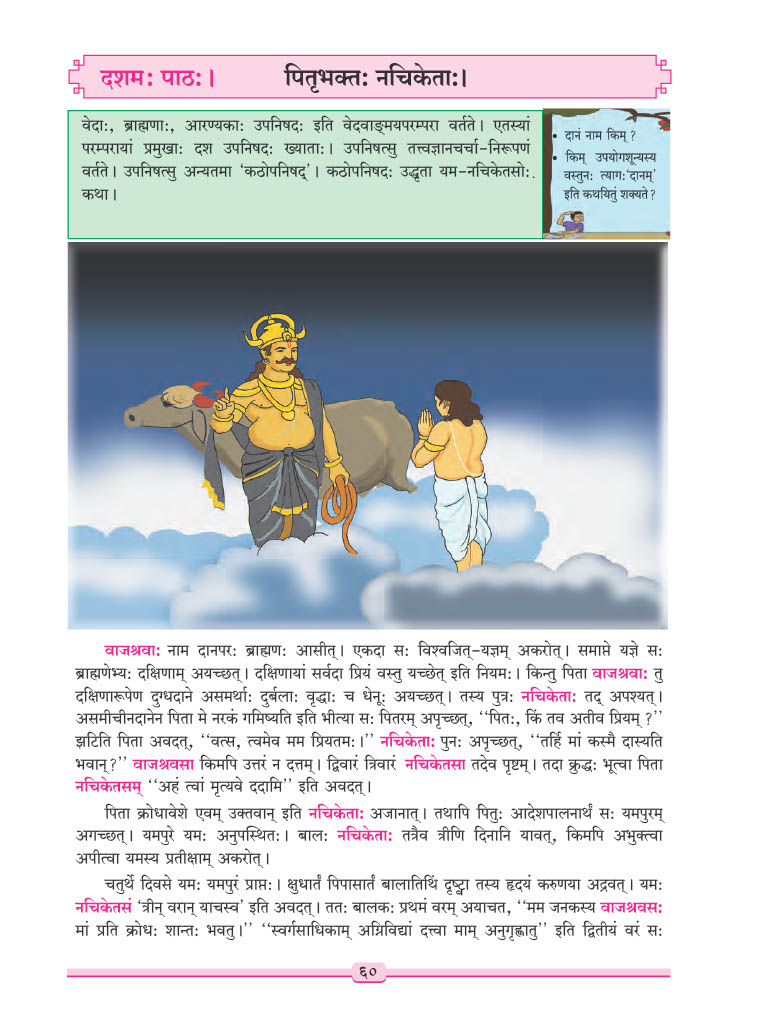 दशमः पाठः।
पितृभक्तः नचिकेताः।
वेदाः, ब्राह्मणाः, आरण्यकाः उपनिषदः इति वेदवाङ्मयपरम्परा वर्तते। एतस्यां
परम्परायां प्रमुखाः दश उपनिषदः ख्याताः। उपनिषत्सु तत्त्वज्ञानचर्चा-निरूपणं
वर्तते। उपनिषत्सु अन्यतमा ‘कठोपनिषद्’। कठोपनिषदः उद्धृता यम-नचिकेतसोः
कथा।
• दानं नाम किम् ?
• किम् उपयोगशून्यस्य
वस्तुनः त्यागः‘दानम्’
इति कथयितुं शक्यते ?
वाजश्रवाः नाम दानपरः ब्राह्मणः आसीत्। एकदा सः विश्वजित्-यज्ञम् अकरोत्। समाप्ते यज्ञे सः
ब्राह्मणेभ्यः दक्षिणाम् अयच्छत्। दक्षिणायां सर्वदा प्रियं वस्तु यच्छेत् इति नियमः। किन्तु पिता वाजश्रवाः तु
दक्षिणारूपेण दुग्धदाने असमर्थाः दुर्बलाः वृद्धाः च धेनूः अयच्छत्। तस्य पुत्रः नचिकेताः तद् अपश्यत्।
असमीचीनदानेन पिता मे नरकं गमिष्यति इति भीत्या सः पितरम् अपृच्छत्, ‘‘पितः, किं तव अतीव प्रियम् ?’’
झटिति पिता अवदत्, ‘‘वत्स, त्वमेव मम प्रियतमः।’’ नचिकेताः पुनः अपृच्छत्, ‘‘तर्हि मां कस्मै दास्यति
भवान्?’’ वाजश्रवसा किमपि उत्तरं न दत्तम्। द्विवारं त्रिवारं नचिकेतसा तदेव पृष्टम्। तदा क्रुद्धः भूत्वा पिता
नचिकेतसम् ‘‘अहं त्वां मृत्यवे ददामि’’ इति अवदत्।
पिता क्रोधावेशे एवम् उक्तवान् इति नचिकेताः अजानात्। तथापि पितुः आदेशपालनार्थं सः यमपुरम्
अगच्छत्। यमपुरे यमः अनुपस्थितः। बालः नचिकेताः तत्रैव त्रीणि दिनानि यावत्, किमपि अभुक्त्वा
अपीत्वा यमस्य प्रतीक्षाम् अकरोत्।
चतुर्थे दिवसे यमः यमपुरं प्राप्तः। क्षुधार्तं पिपासार्तं बालातिथिं दृष्ट्वा तस्य हृदयं करुणया अद्रवत्। यमः
नचिकेतसं ‘त्रीन् वरान् याचस्व’ इति अवदत्। ततः बालकः प्रथमं वरम् अयाचत, ‘‘मम जनकस्य वाजश्रवसः
मां प्रति क्रोधः शान्तः भवतु।’’ ‘‘स्वर्गसाधिकाम् अग्निविद्यां दत्त्वा माम् अनुगृह्णातु’’ इति द्वितीयं वरं सः
६०